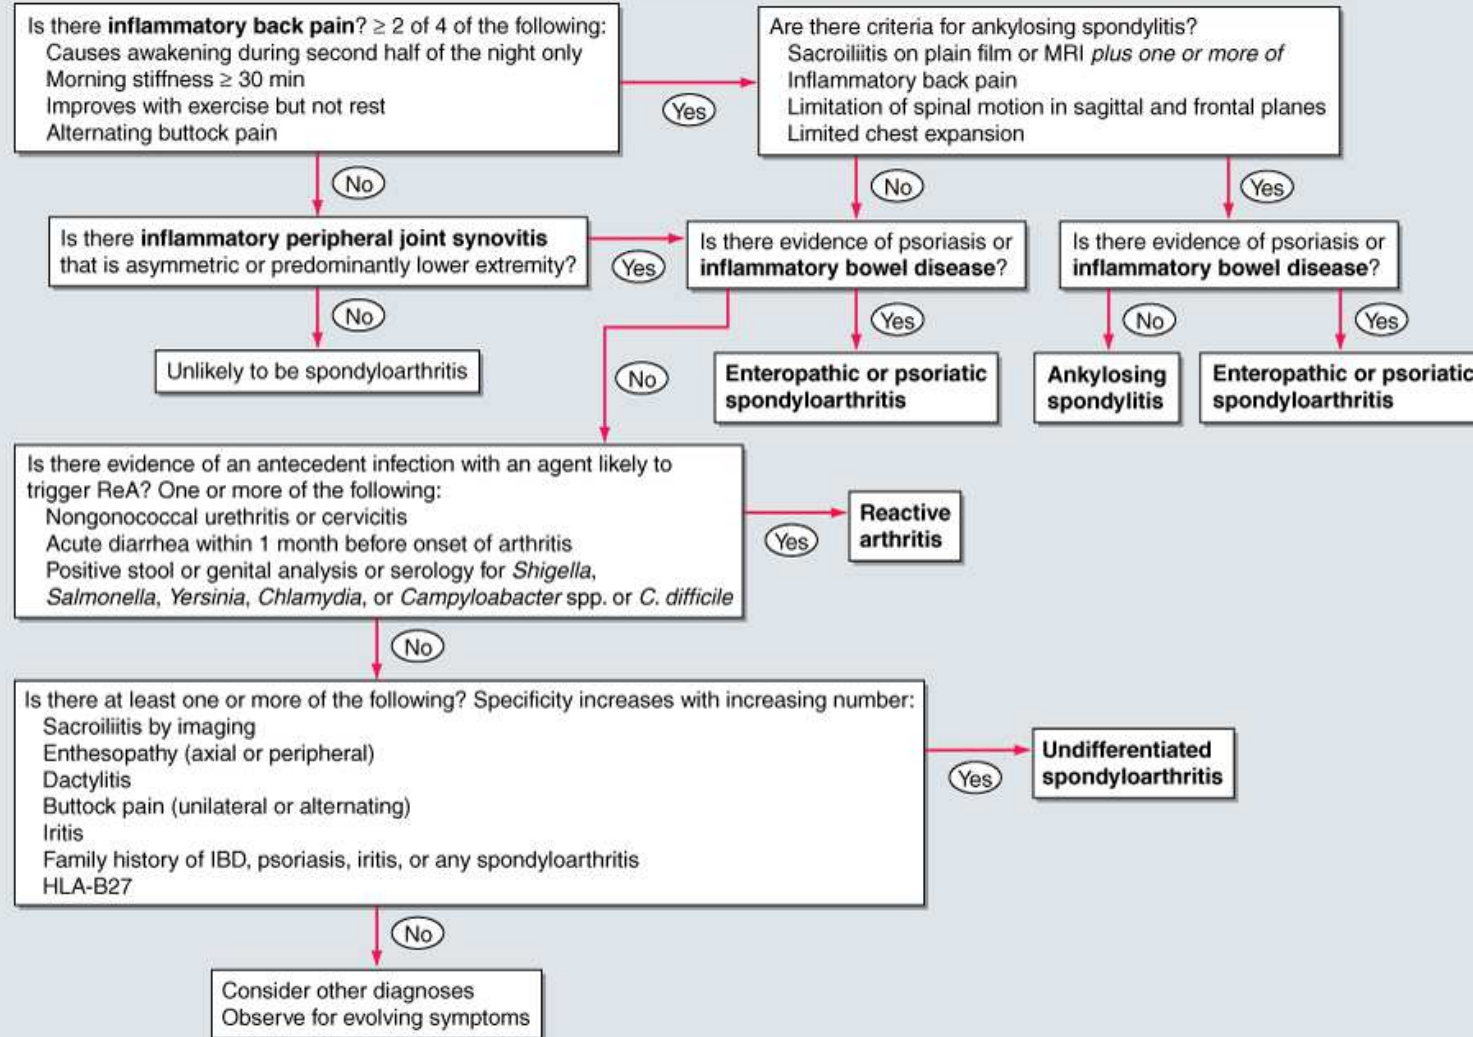 Is there inflammatory back pain? ≥ 2 of 4 of the following:
Causes awakening during second half of the night only
Morning stiffness ≥ 30 min
Improves with exercise but not rest
Alternating buttock pain
Yes
Are there criteria for ankylosing spondylitis?
Sacroiliitis on plain film or MRI plus one or more of
Inflammatory back pain
Limitation of spinal motion in sagittal and frontal planes
Limited chest expansion
No
No
Yes
Is there inflammatory peripheral joint synovitis
that is asymmetric or predominantly lower extremity?
Yes
Is there evidence of psoriasis or
inflammatory bowel disease?
Is there evidence of psoriasis or
inflammatory bowel disease?
No
No
Yes
No
Yes
Unlikely to be spondyloarthritis
Enteropathic or psoriatic
spondyloarthritis
Ankylosing
spondylitis
Enteropathic or psoriatic
spondyloarthritis
Is there evidence of an antecedent infection with an agent likely to
trigger ReA? One or more of the following:
Nongonococcal urethritis or cervicitis
Acute diarrhea within 1 month before onset of arthritis
Positive stool or genital analysis or serology for Shigella,
Salmonella, Yersinia, Chlamydia, or Campyloabacter spp. or C. difficile
Yes
Reactive
arthritis
No
Is there at least one or more of the following? Specificity increases with increasing number:
Sacroiliitis by imaging
Enthesopathy (axial or peripheral)
Dactylitis
Buttock pain (unilateral or alternating)
Iritis
Family history of IBD, psoriasis, iritis, or any spondyloarthritis
HLA-B27
Yes
Undifferentiated
spondyloarthritis
No
Consider other diagnoses
Observe for evolving symptoms